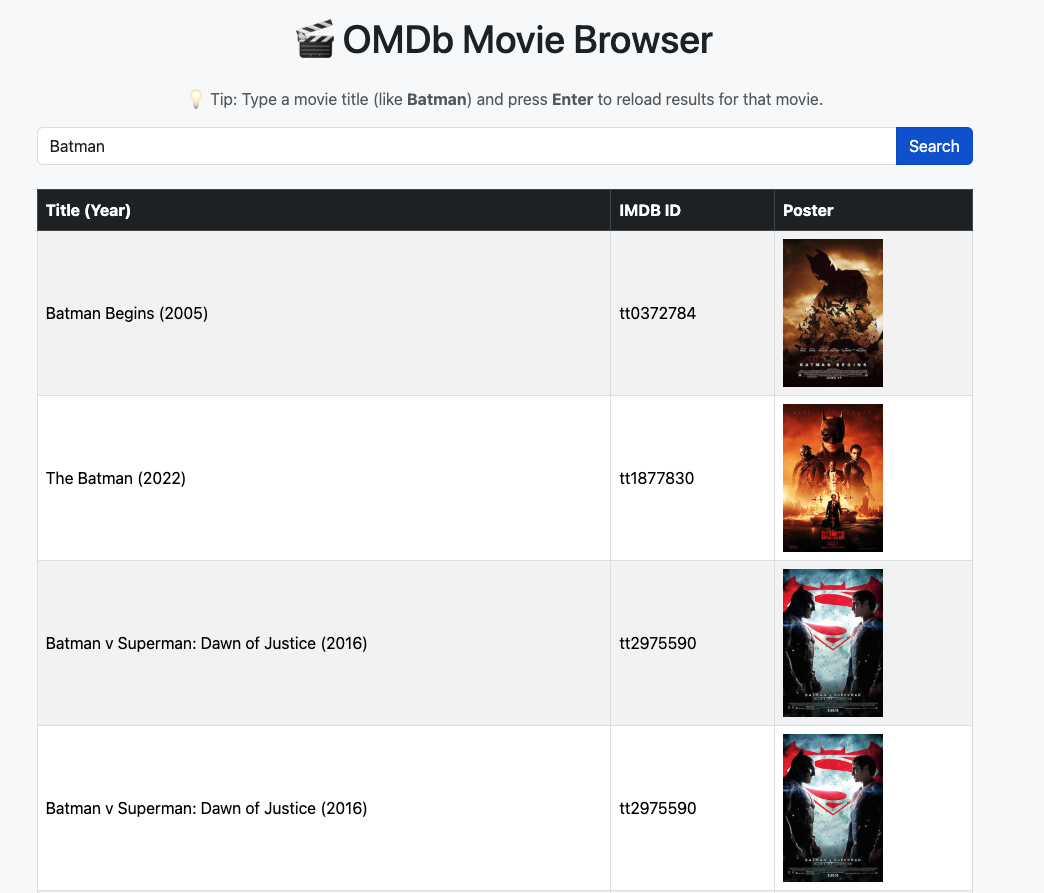 🎬 OMDb Movie Browser
💡 Tip: Type a movie title (like Batman) and press Enter to reload results for that movie.
Batman Search
Title (Year) IMDB ID Poster
Batman Begins (2005) tt0372784
BATMAN BEGINS
The Batman (2022) tt1877830
Batman v Superman: Dawn of Justice (2016) tt2975590
Batman v Superman: Dawn of Justice (2016) tt2975590